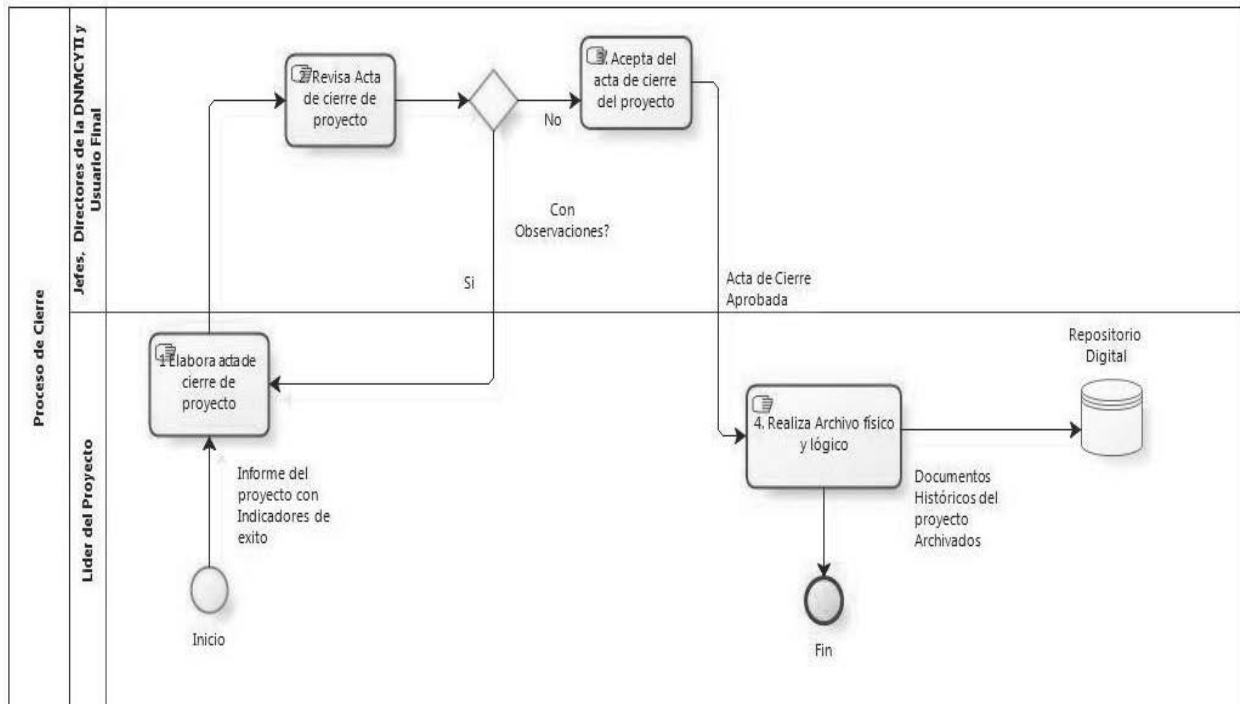 Proceso de Cierre
Jefes, Directores de la DNMCYTI y
Usuario Final
2. Revisa Acta
de cierre de
proyecto
No
3. Acepta del
acta de cierre
del proyecto
Con
Observaciones?
Si
Acta de Cierre
Aprobada
Lider del Proyecto
1 Elabora acta de
cierre de
proyecto
Informe del
proyecto con
Indicadores de
exito
Inicio
4. Realiza Archivo físico
y lógico
Repositorio
Digital
Documentos
Históricos del
proyecto
Archivados
Fin